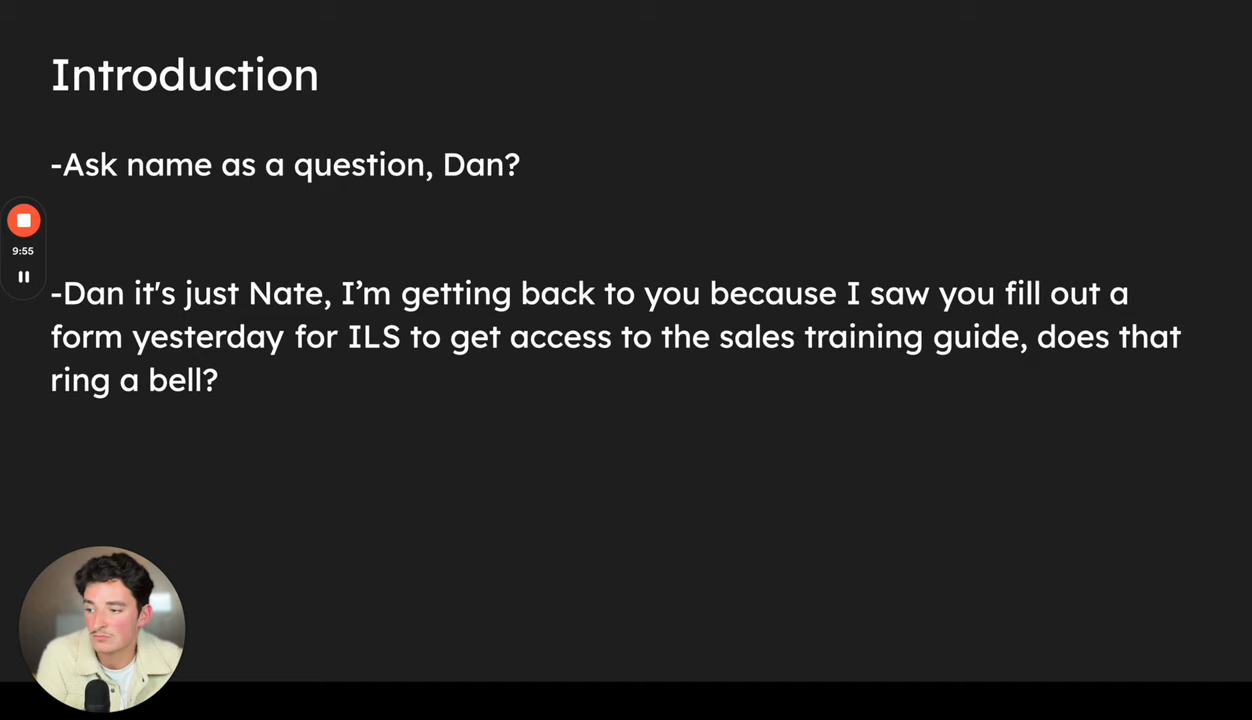 Introduction
-Ask name as a question, Dan?
9:55
-Dan it's just Nate, I’m getting back to you because I saw you fill out a
form yesterday for ILS to get access to the sales training guide, does that
ring a bell?